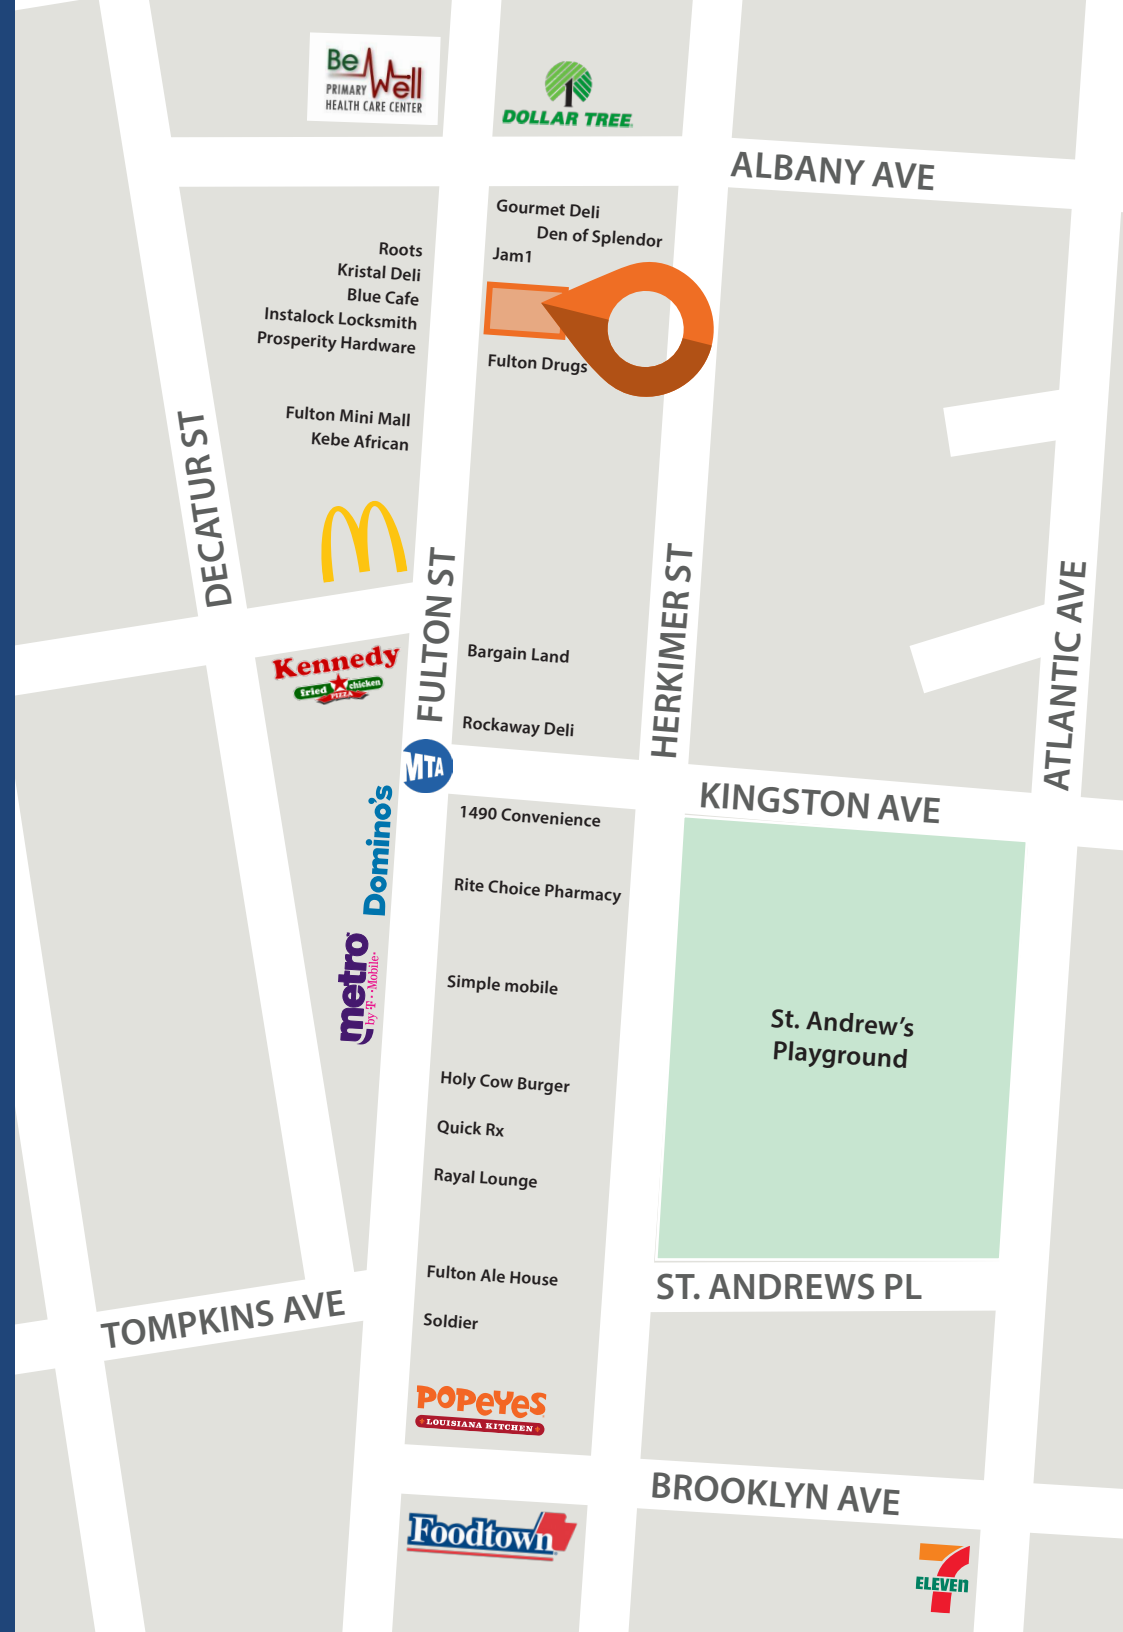 Be Well
PRIMARY
HEALTH CARE CENTER
DOLLAR TREE
ALBANY AVE
Gourmet Deli
Den of Splendor
Jam1
Roots
Kristal Deli
Blue Cafe
Instalock Locksmith
Prosperity Hardware
Fulton Drugs
Fulton Mini Mall
Kebe African
DECATUR ST
FULTON ST
HERKIMER ST
ATLANTIC AVE
Kennedy
fried chicken
PIZZA
Bargain Land
Rockaway Deli
MTA
KINGSTON AVE
Domino's
1490 Convenience
Rite Choice Pharmacy
metro
by T-Mobile
Simple mobile
St. Andrew’s
Playground
Holy Cow Burger
Quick Rx
Rayal Lounge
Fulton Ale House
Soldier
ST. ANDREWS PL
TOMPKINS AVE
POPEYES
LOUISIANA KITCHEN
BROOKLYN AVE
Foodtown
7
ELEVEn